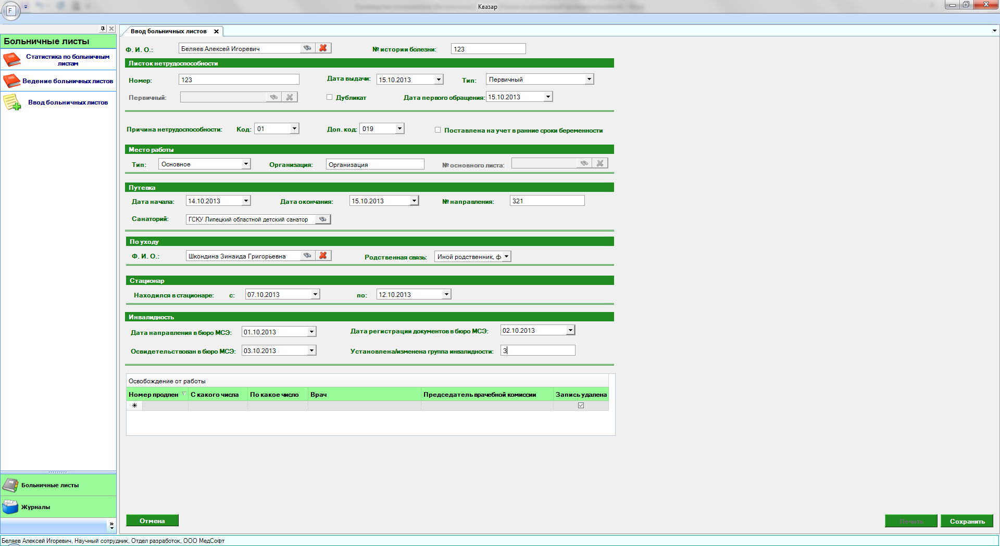 Квазар
F
Больничные листы
Статистика по больничным
листам
Ведение больничных листов
Ввод больничных листов
Больничные листы
Журналы
Ввод больничных листов
Ф. И. О.: Беляев Алексей Игоревич № истории болезни: 123
Листок нетрудоспособности
Номер: 123 Дата выдачи: 15.10.2013 Тип: Первичный
Первичный: Дубликат Дата первого обращения: 15.10.2013
Причина нетрудоспособности: Код: 01 Доп. код: 019 Поставлена на учет в ранние сроки беременности
Место работы
Тип: Основное Организация: Организация № основного листа:
Путевка
Дата начала: 14.10.2013 Дата окончания: 15.10.2013 № направления: 321
Санаторий: ГСКУ Липецкий областной детский санатор
По уходу
Ф. И. О.: Шкондина Зинаида Григорьевна Родственная связь: Иной родственник, ф
Стационар
Находился в стационаре: с: 07.10.2013 по: 12.10.2013
Инвалидность
Дата направления в бюро МСЭ: 01.10.2013 Дата регистрации документов в бюро МСЭ: 02.10.2013
Освидетельствован в бюро МСЭ: 03.10.2013 Установлена/изменена группа инвалидности: 3
Освобождение от работы
Номер продлен С какого числа По какое число Врач Председатель врачебной комиссии Запись удалена
Отмена Печать Сохранить
Беляев Алексей Игоревич, Научный сотрудник, Отдел разработок, ООО МедСофт